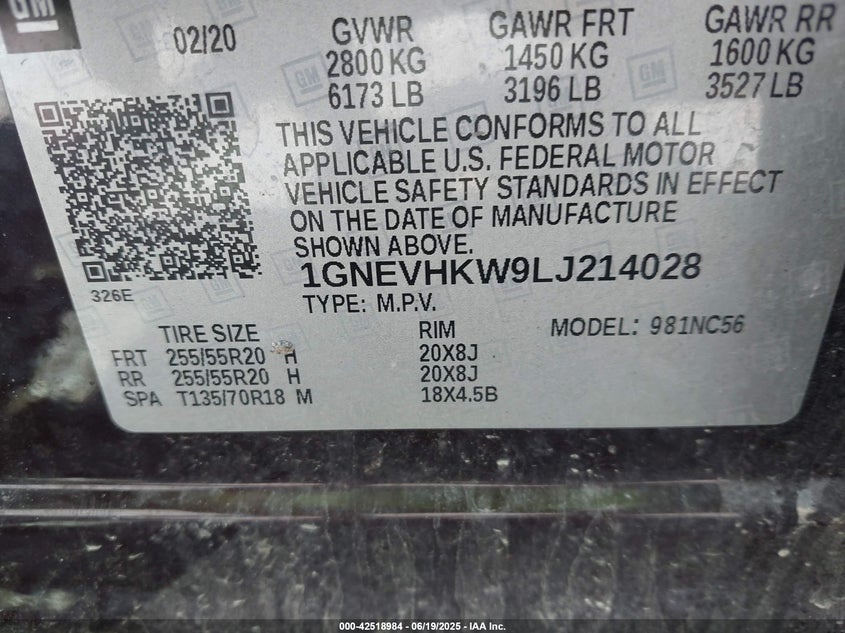 GM
02/20 GVWR GAWR FRT GAWR RR
2800 KG 1450 KG 1600 KG
6173 LB 3196 LB 3527 LB
THIS VEHICLE CONFORMS TO ALL
APPLICABLE U.S. FEDERAL MOTOR
VEHICLE SAFETY STANDARDS IN EFFECT
ON THE DATE OF MANUFACTURE
SHOWN ABOVE.
326E
1GNEVHKW9LJ214028
TYPE: M.P.V.
TIRE SIZE RIM MODEL: 981NC56
FRT 255/55R20 H 20X8J
RR 255/55R20 H 20X8J
SPA T135/70R18 M 18X4.5B
000-42518984 - 06/19/2025 - IAA Inc.